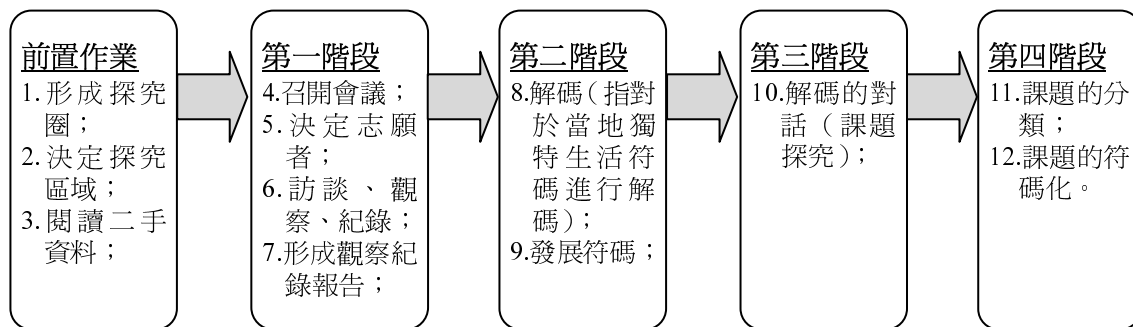 前置作業
1.形成探究
圈；
2.決定探究
區域；
3.閱讀二手
資料；
第一階段
4.召開會議；
5.決定志願
者；
6.訪談、觀
察、紀錄；
7.形成觀察紀
錄報告；
第二階段
8.解碼（指對
於當地獨
特生活符
碼進行解
碼）；
9.發展符碼；
第三階段
10.解碼的對
話（課題
探究）；
第四階段
11.課題的分
類；
12.課題的符
碼化。